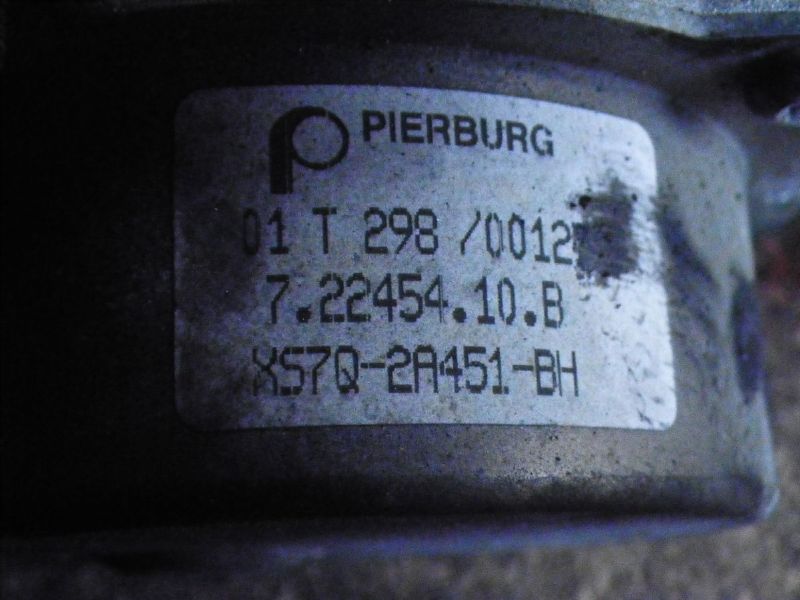 PIERBURG
01 T 298 /0012
7.22454.10.B
XS7Q-2A451-BH